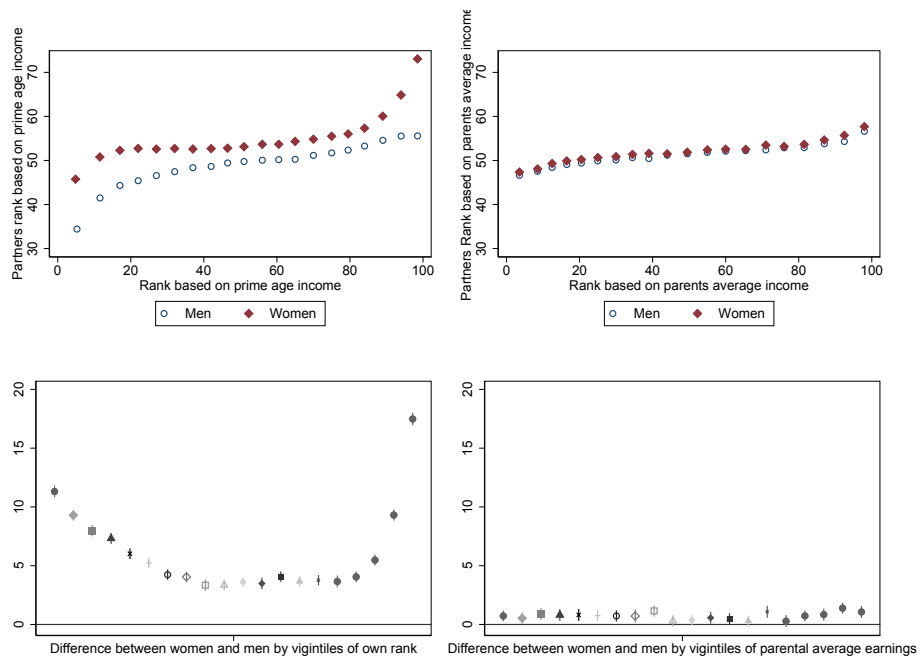 Partners rank based on prime age income
70
60
50
40
30
0 20 40 60 80 100
Rank based on prime age income
Men Women
Partners Rank based on parents average income
70
60
50
40
30
0 20 40 60 80 100
Rank based on parents average income
Men Women
20
15
10
5
0
Difference between women and men by vigintiles of own rank
20
15
10
5
0
Difference between women and men by vigintiles of parental average earnings